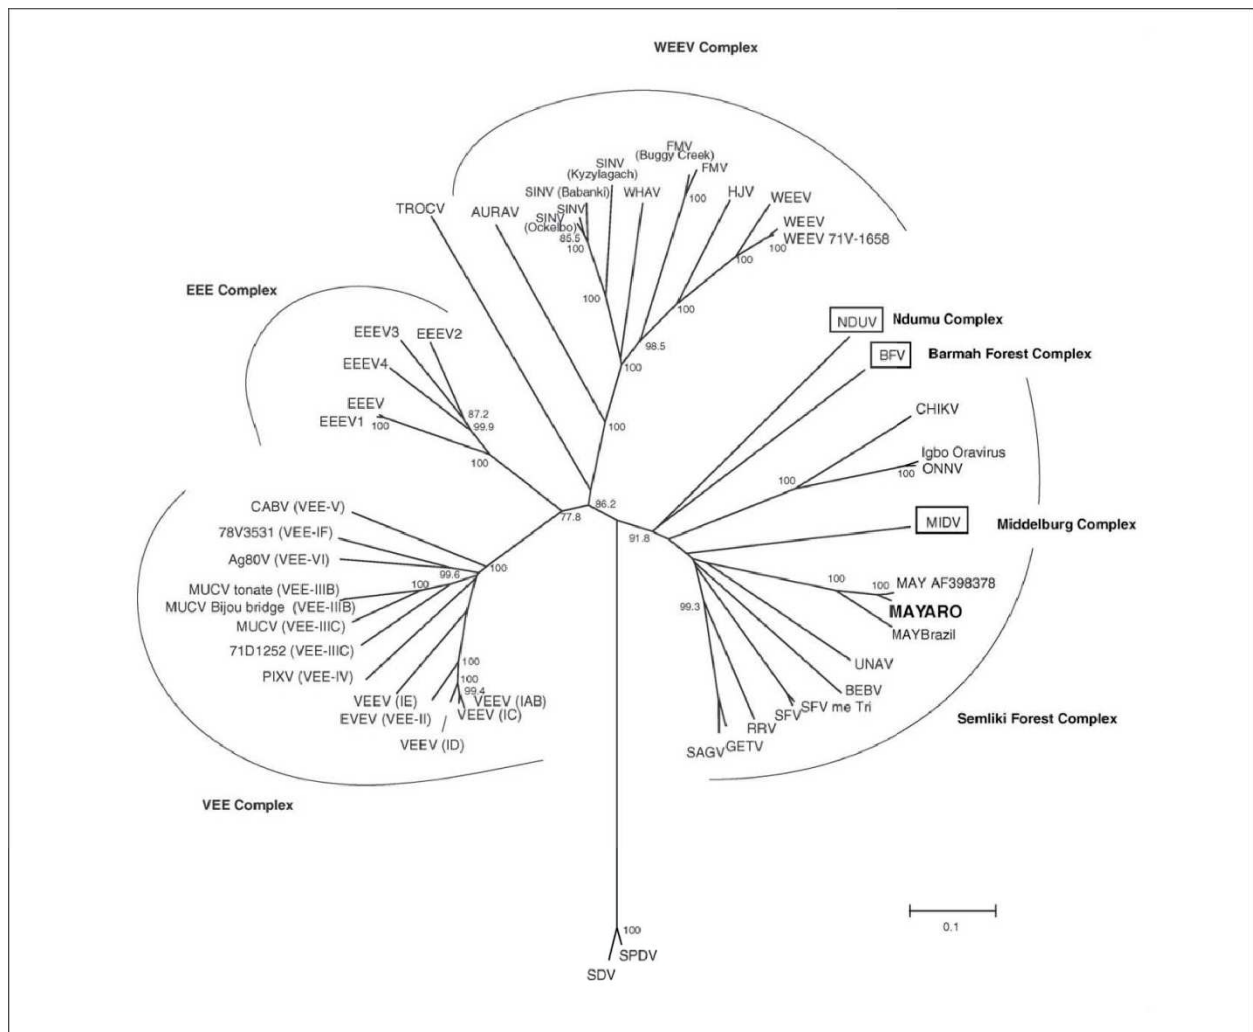 WEEV Complex
FMV
(Buggy Creek)
SINV
(Kyzylagach)
FMV
SINV (Babanki)
WHAV
HJV
WEEV
TROCV
AURAV
SINV
SINV
(Ockelbo)
85.5
100
100
WEEV
WEEV 71V-1658
100
100
100
100
98.5
100
100
EEE Complex
EEEV3
EEEV2
EEEV4
EEEV
EEEV1
100
87.2
99.9
100
NDUV
Ndumu Complex
BFV
Barmah Forest Complex
CHIKV
Igbo Oravirus
ONNV
100
100
MIDV
Middelburg Complex
86.2
77.8
91.8
CABV (VEE-V)
78V3531 (VEE-IF)
Ag80V (VEE-VI)
MUCV tonate (VEE-IIIB)
MUCV Bijou bridge (VEE-IIIB)
MUCV (VEE-IIIC)
71D1252 (VEE-IIIC)
PIXV (VEE-IV)
VEEV (IE)
EVEV (VEE-II)
VEEV (ID)
VEEV (IAB)
VEEV (IC)
100
99.6
100
100
100
99.4
VEE Complex
100
100
MAY AF398378
MAYARO
MAYBrazil
99.3
UNAV
BEBV
SFV me Tri
SFV
RRV
GETV
SAGV
Semliki Forest Complex
100
SPDV
SDV
0.1